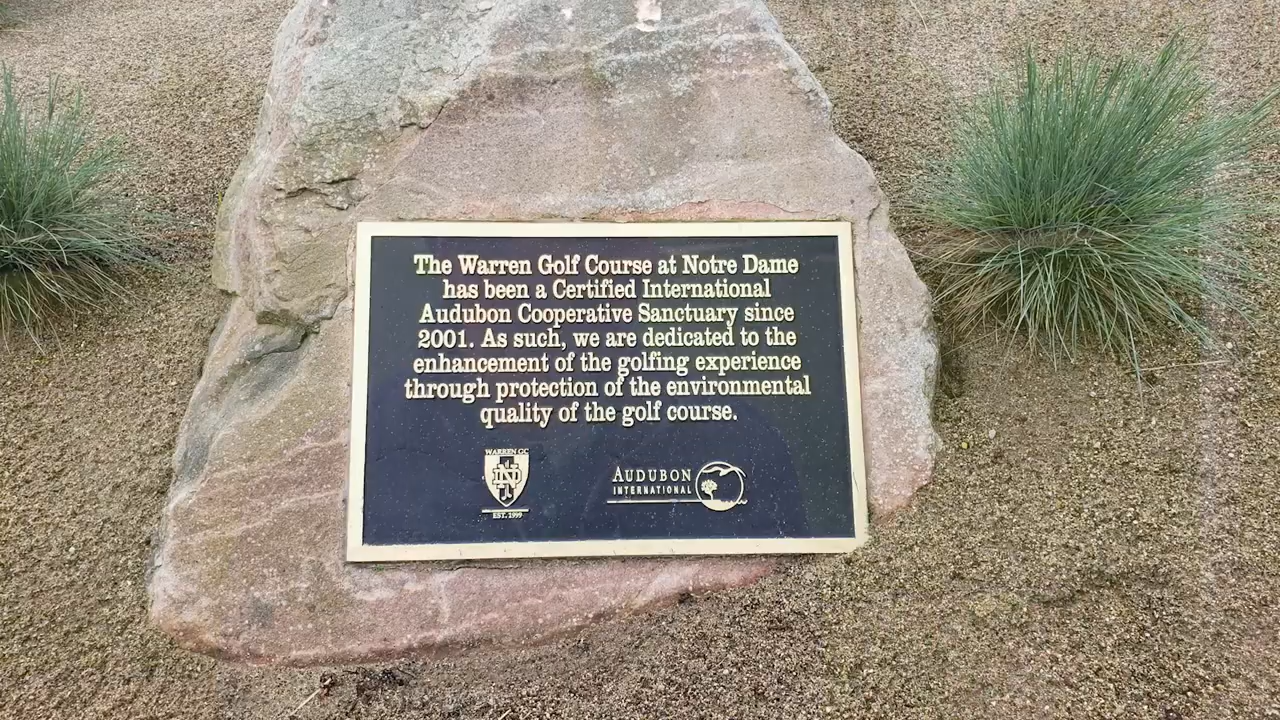 The Warren Golf Course at Notre Dame
has been a Certified International
Audubon Cooperative Sanctuary since
2001. As such, we are dedicated to the
enhancement of the golfing experience
through protection of the environmental
quality of the golf course.
WARREN GC
ND
EST. 1999
AUDUBON
INTERNATIONAL